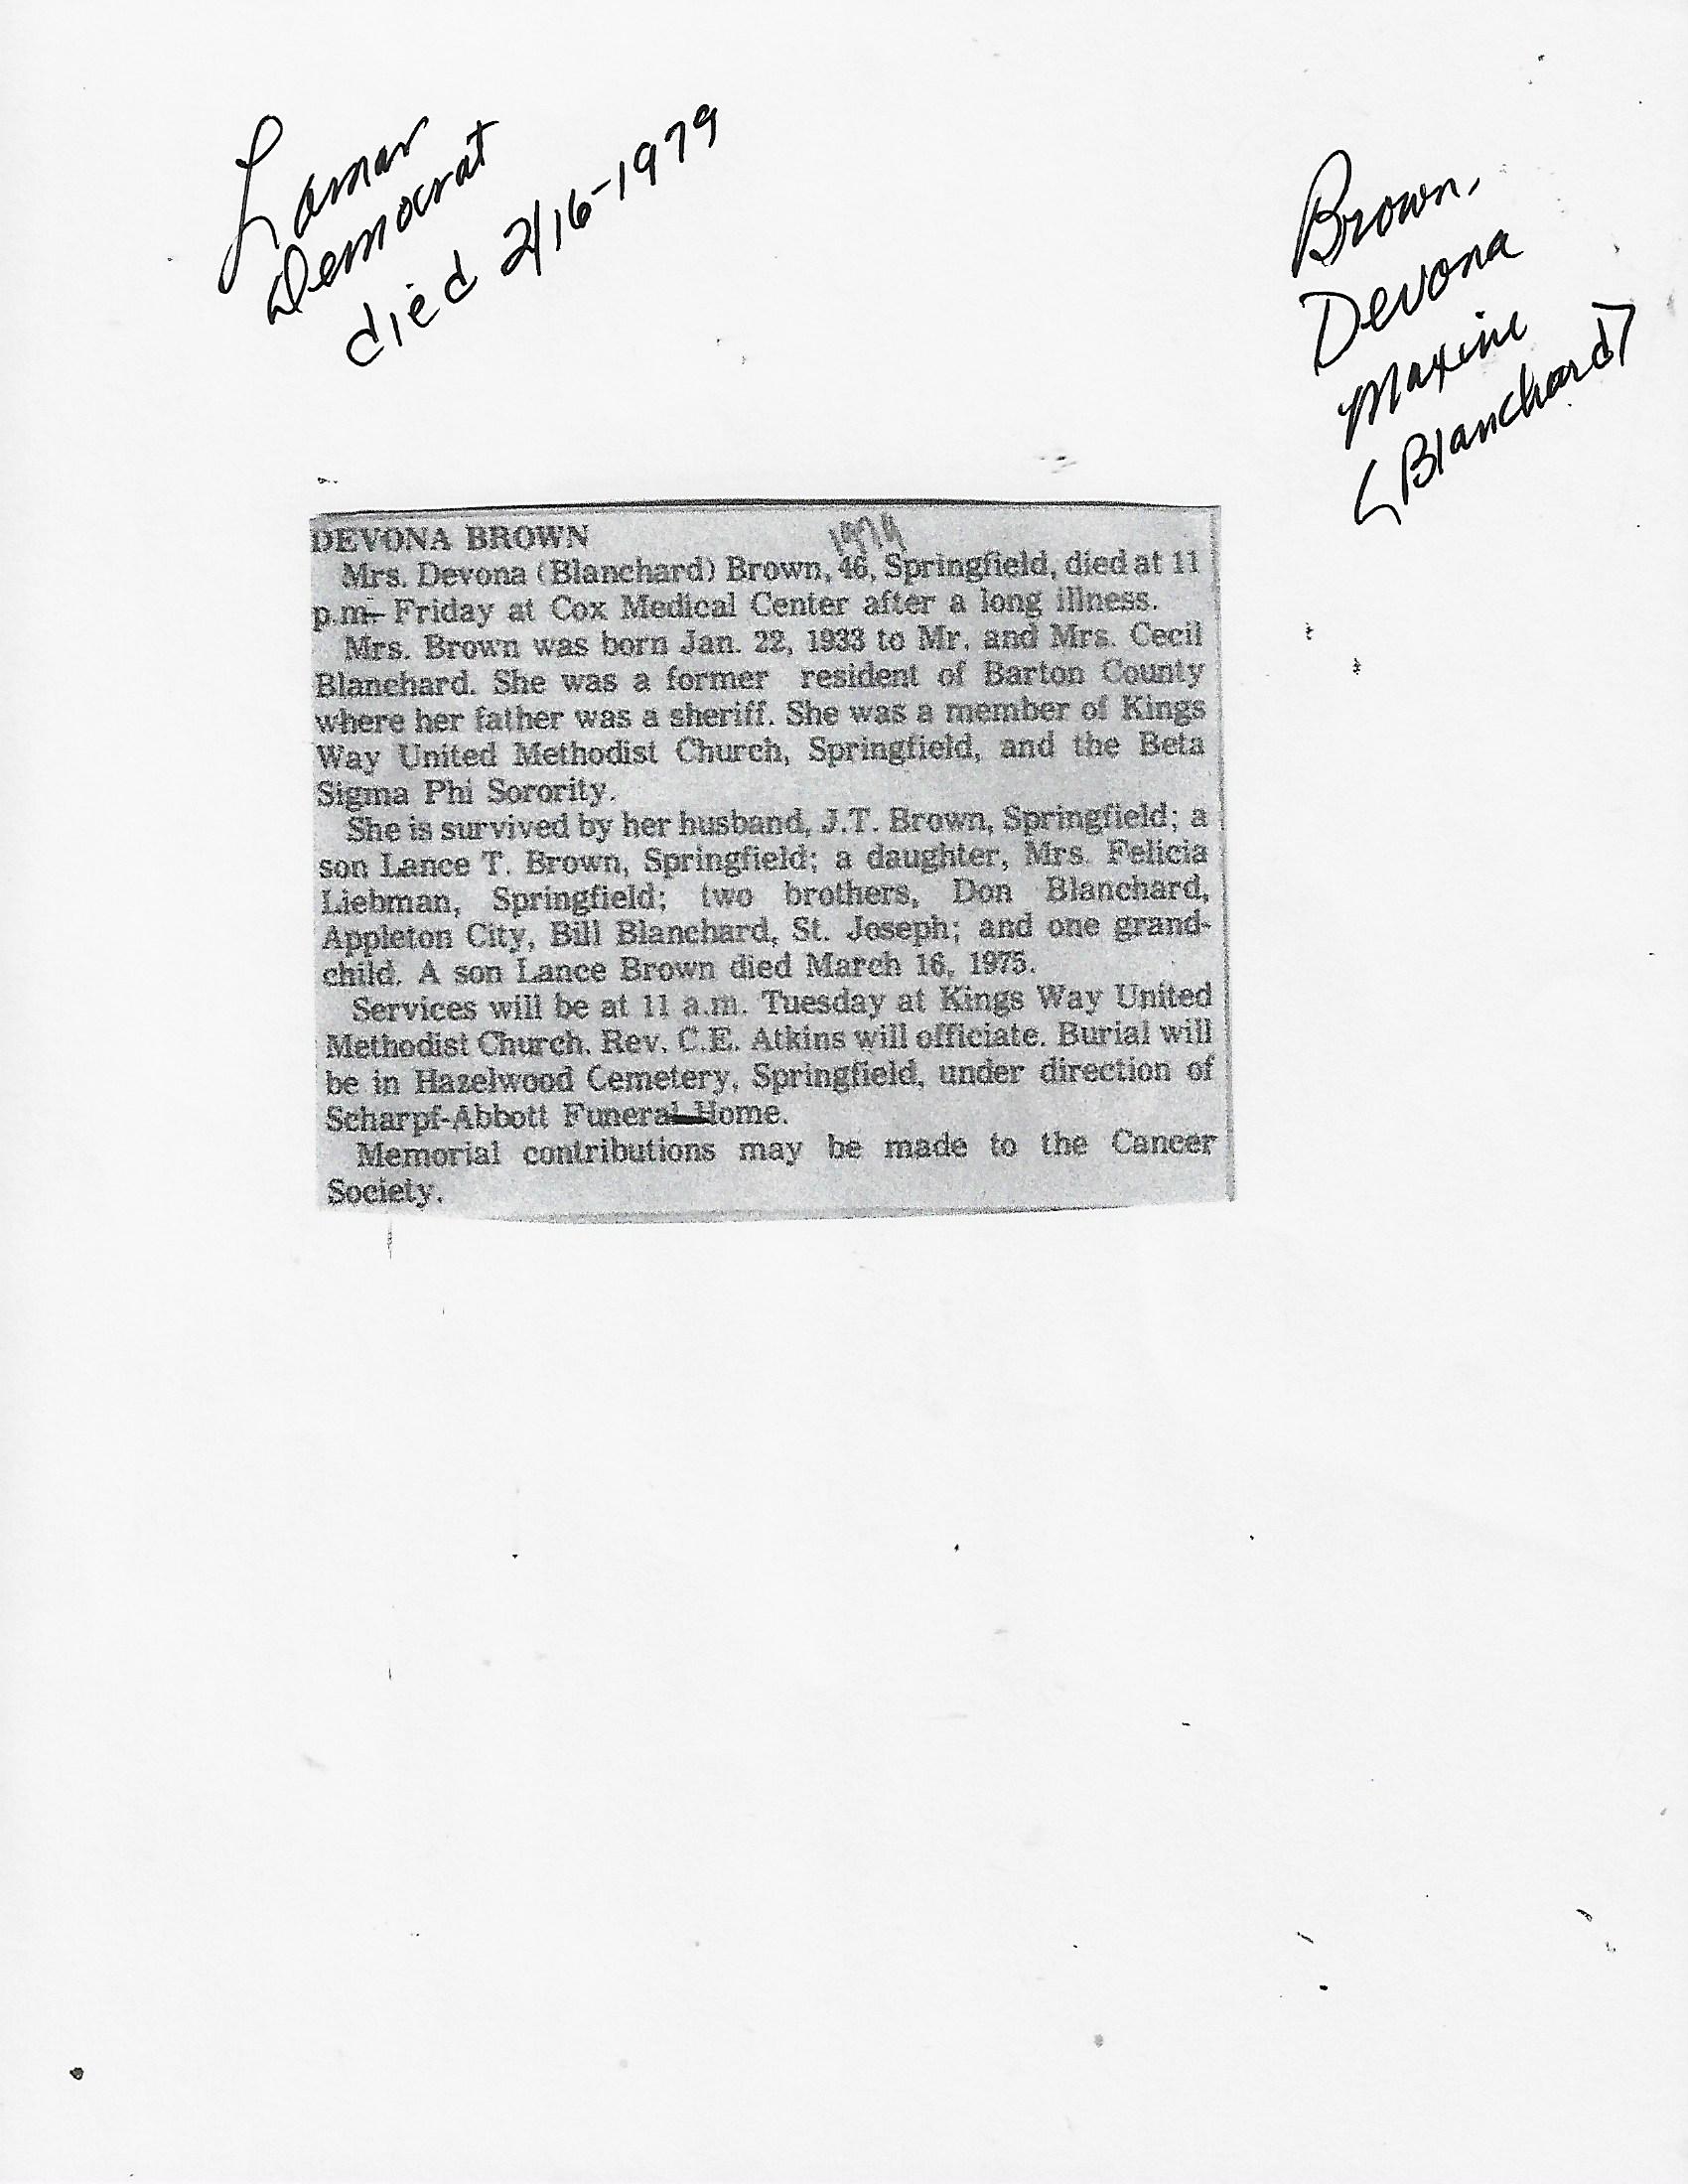 Lamar
Democrat
died 2/16-1979
Brown,
Devona
Maxine
(Blanchard)
DEVONA BROWN
1979
Mrs. Devona (Blanchard) Brown, 46, Springfield, died at 11
p.m. Friday at Cox Medical Center after a long illness.
Mrs. Brown was born Jan. 22, 1933 to Mr. and Mrs. Cecil
Blanchard. She was a former resident of Barton County
where her father was a sheriff. She was a member of Kings
Way United Methodist Church, Springfield, and the Beta
Sigma Phi Sorority.
She is survived by her husband, J.T. Brown, Springfield; a
son Lance T. Brown, Springfield; a daughter, Mrs. Felicia
Liebman, Springfield; two brothers, Don Blanchard,
Appleton City, Bill Blanchard, St. Joseph; and one grand-
child. A son Lance Brown died March 16, 1975.
Services will be at 11 a.m. Tuesday at Kings Way United
Methodist Church. Rev. C.E. Atkins will officiate. Burial will
be in Hazelwood Cemetery, Springfield, under direction of
Scharpf-Abbott Funeral Home.
Memorial contributions may be made to the Cancer
Society.